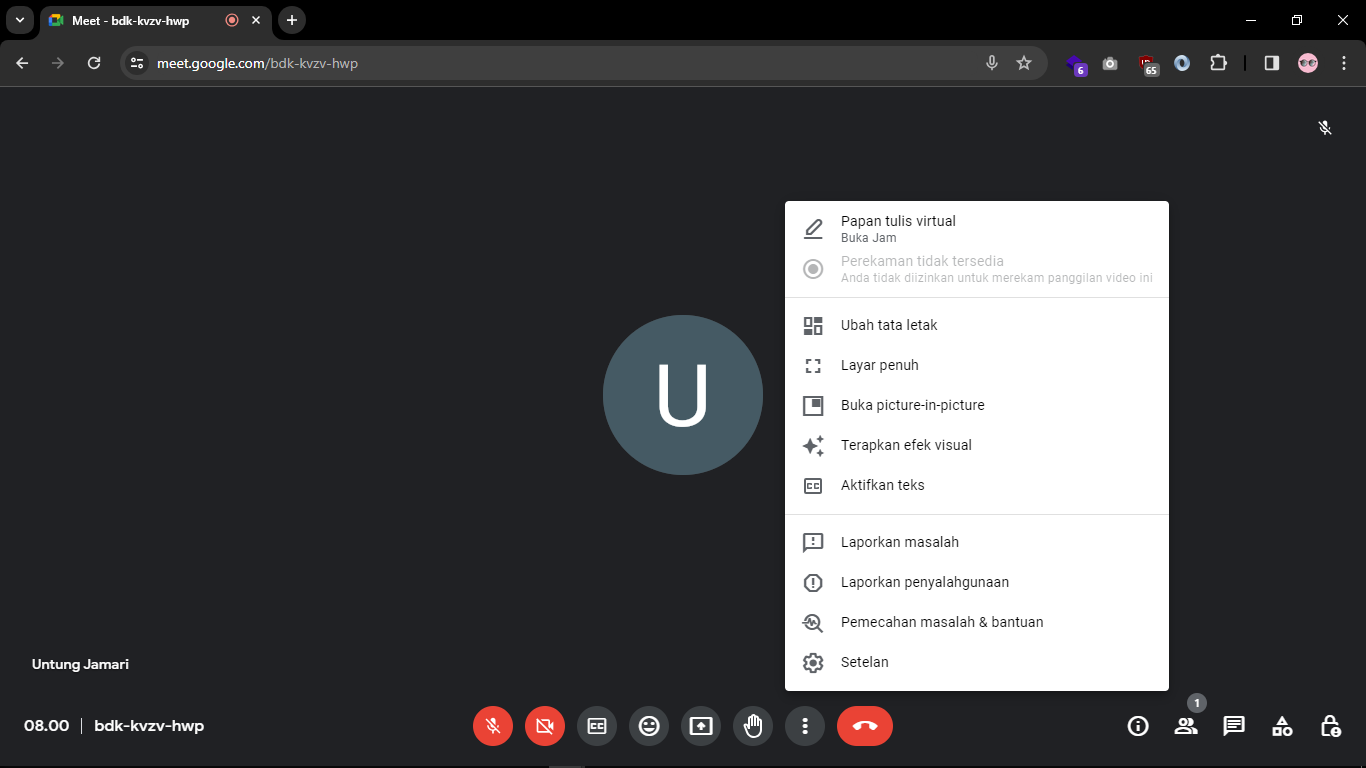 Meet - bdk-kvzv-hwp
meet.google.com/bdk-kvzv-hwp
6
65
Papan tulis virtual
Buka Jam
Perekaman tidak tersedia
Anda tidak diizinkan untuk merekam panggilan video ini
Ubah tata letak
Layar penuh
Buka picture-in-picture
Terapkan efek visual
Aktifkan teks
Laporkan masalah
Laporkan penyalahgunaan
Pemecahan masalah & bantuan
Setelan
U
Untung Jamari
08.00 | bdk-kvzv-hwp
1